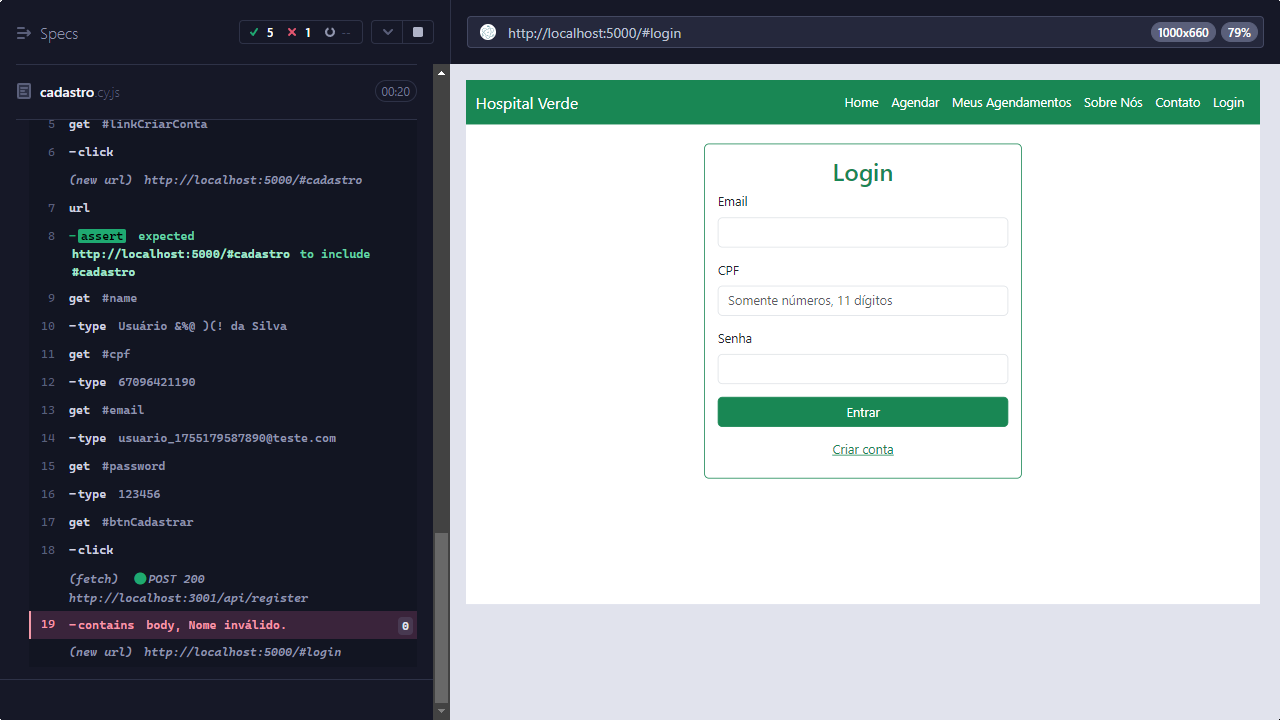 Specs
5
1
--
cadastro.cy.js
00:20
5 get #linkCriarConta
6 -click
(new url) http://localhost:5000/#cadastro
7 url
8 -assert expected
http://localhost:5000/#cadastro to include
#cadastro
9 get #name
10 -type Usuário &%@ )(! da Silva
11 get #cpf
12 -type 67096421190
13 get #email
14 -type usuario_1755179587890@teste.com
15 get #password
16 -type 123456
17 get #btnCadastrar
18 -click
(fetch) POST 200
http://localhost:3001/api/register
19 -contains body, Nome inválido. 0
(new url) http://localhost:5000/#login
http://localhost:5000/#login
1000x660
79%
Hospital Verde
Home Agendar Meus Agendamentos Sobre Nós Contato Login
Login
Email
CPF
Somente números, 11 dígitos
Senha
Entrar
Criar conta